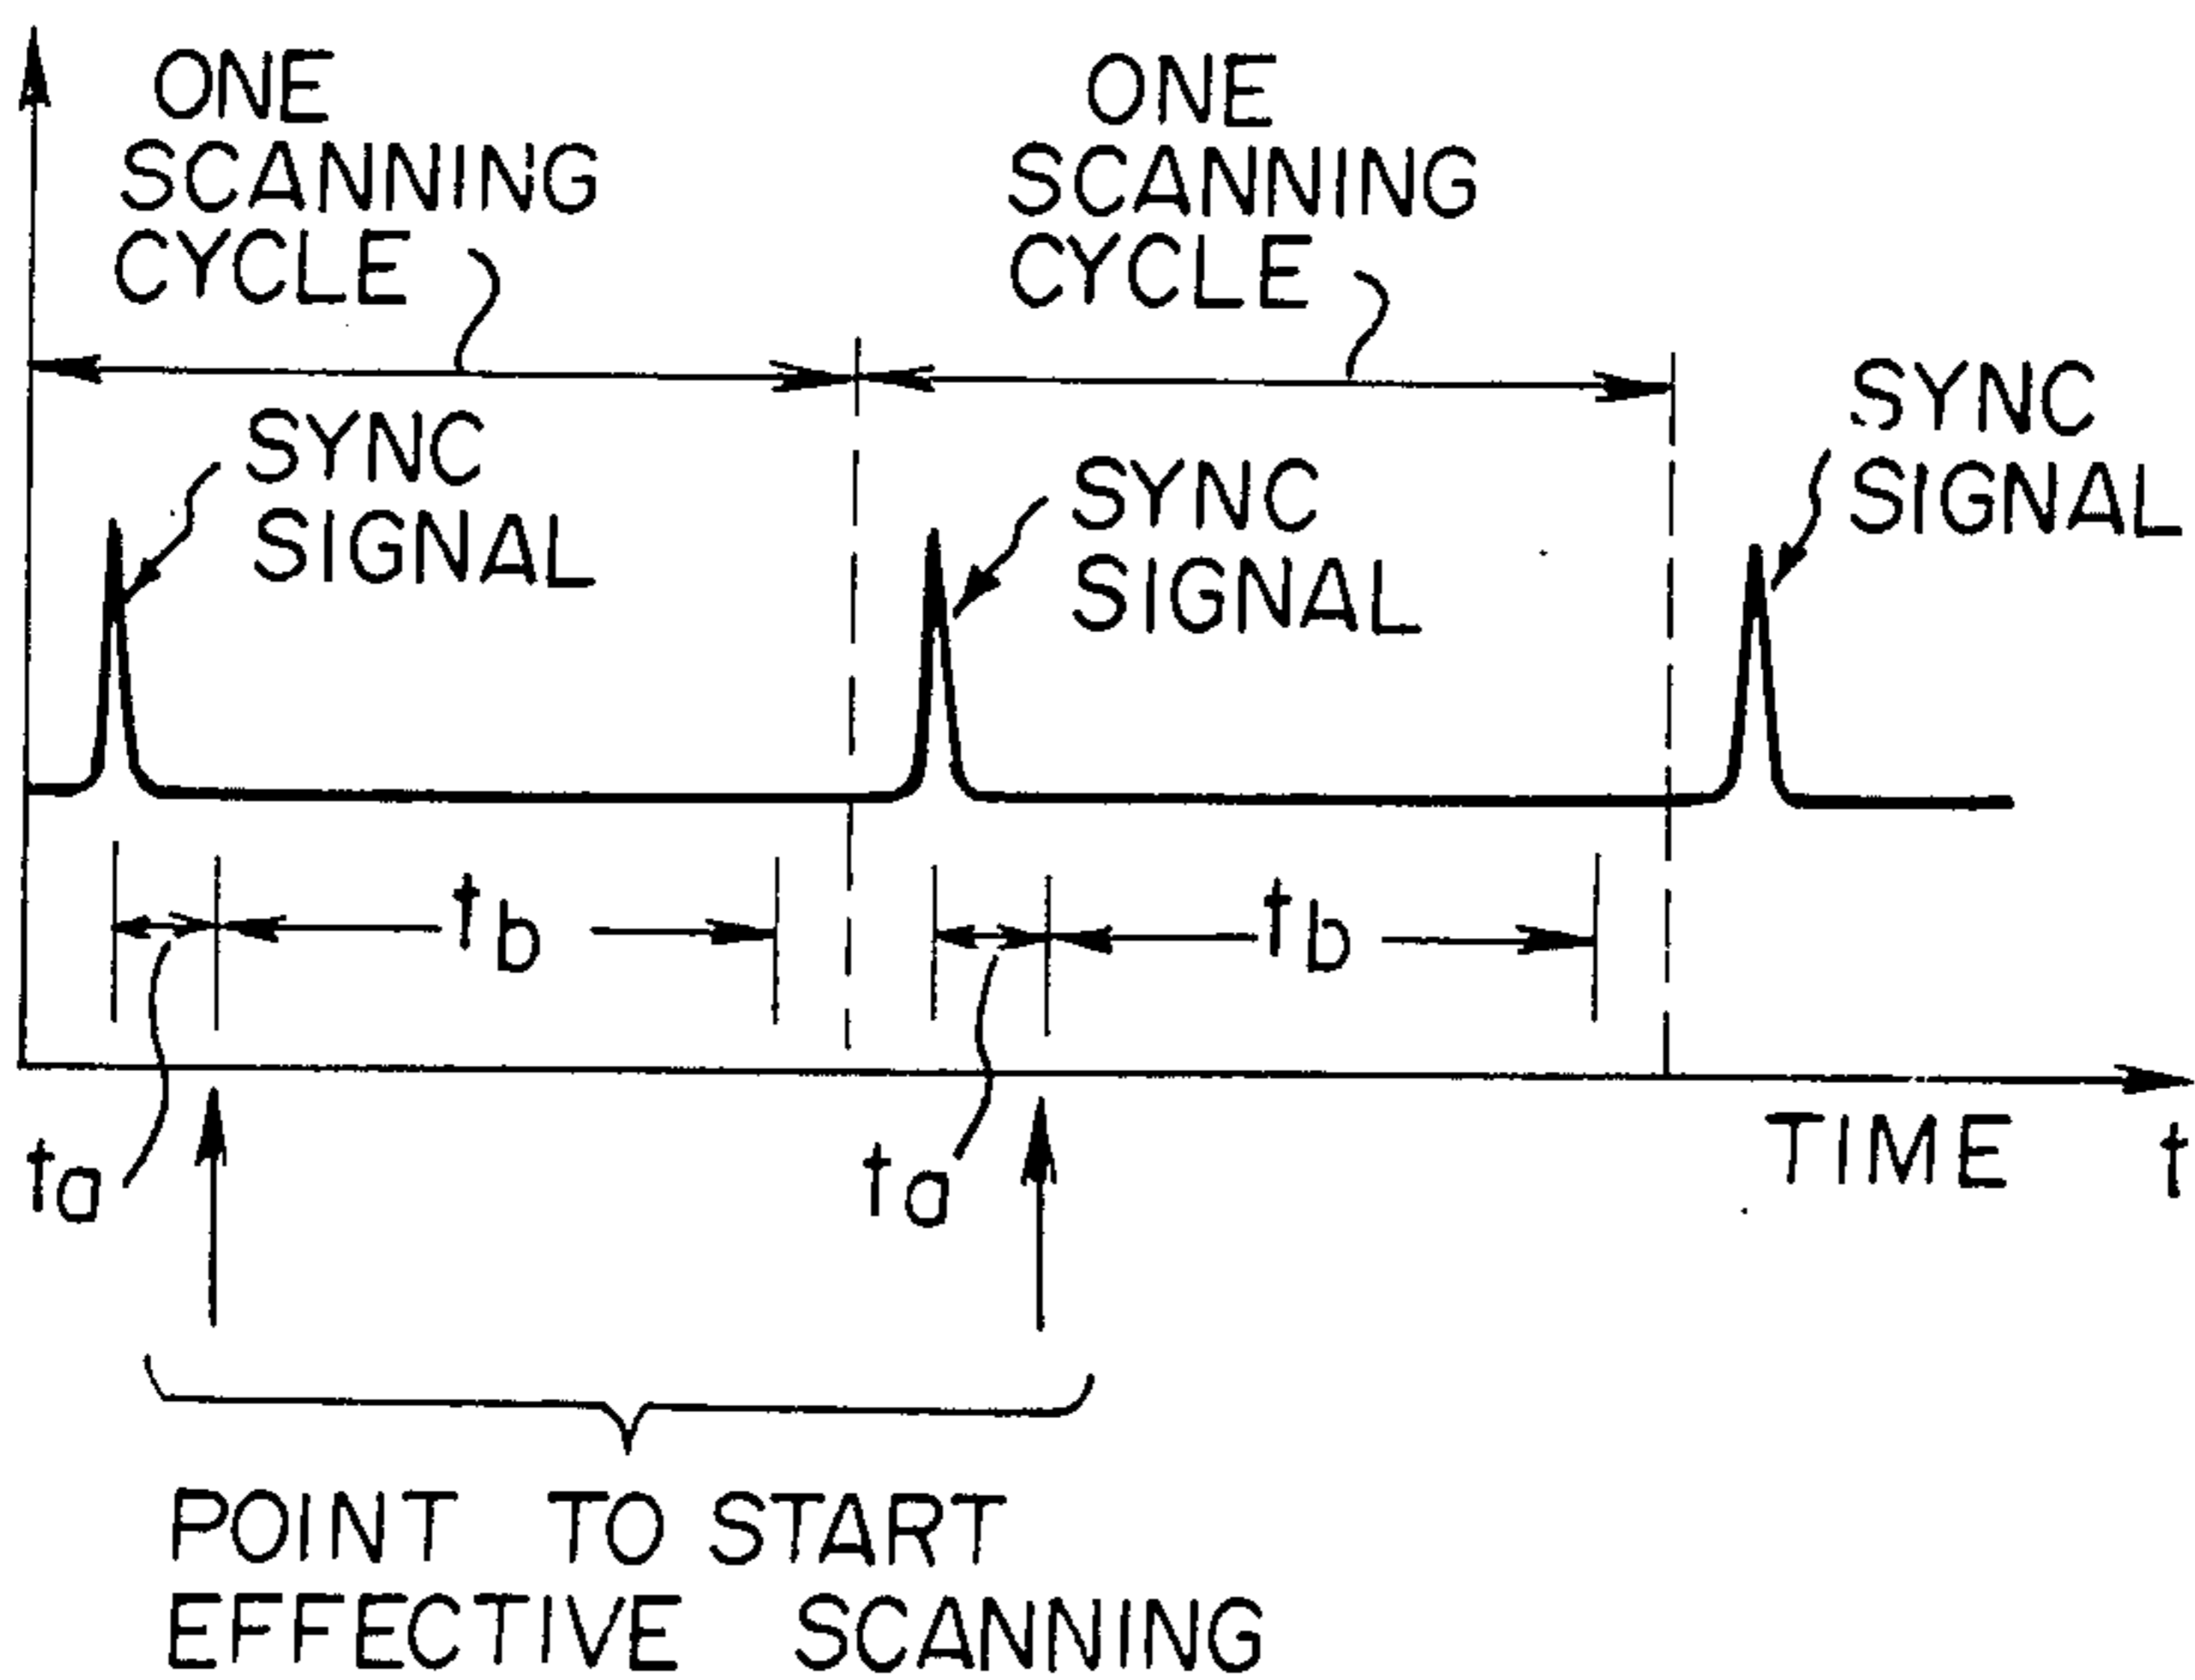 ONE
SCANNING
CYCLE
ONE
SCANNING
CYCLE
SYNC
SIGNAL
SYNC
SIGNAL
SYNC
SIGNAL
tb
tb
ta
ta
TIME t
POINT TO START
EFFECTIVE SCANNING